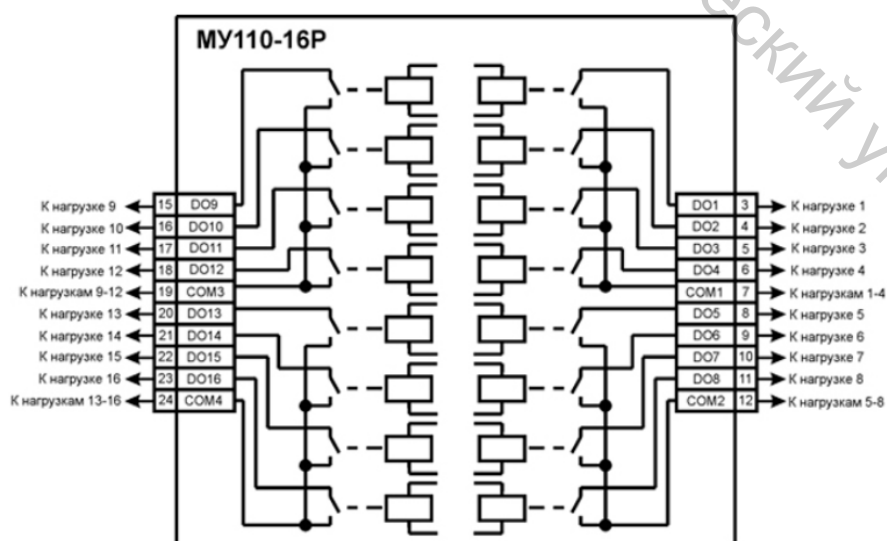 МУ110-16Р
К нагрузке 9 15 DO9
К нагрузке 10 16 DO10
К нагрузке 11 17 DO11
К нагрузке 12 18 DO12
К нагрузкам 9-12 19 COM3
К нагрузке 13 20 DO13
К нагрузке 14 21 DO14
К нагрузке 15 22 DO15
К нагрузке 16 23 DO16
К нагрузкам 13-16 24 COM4
DO1 3 К нагрузке 1
DO2 4 К нагрузке 2
DO3 5 К нагрузке 3
DO4 6 К нагрузке 4
COM1 7 К нагрузкам 1-4
DO5 8 К нагрузке 5
DO6 9 К нагрузке 6
DO7 10 К нагрузке 7
DO8 11 К нагрузке 8
COM2 12 К нагрузкам 5-8